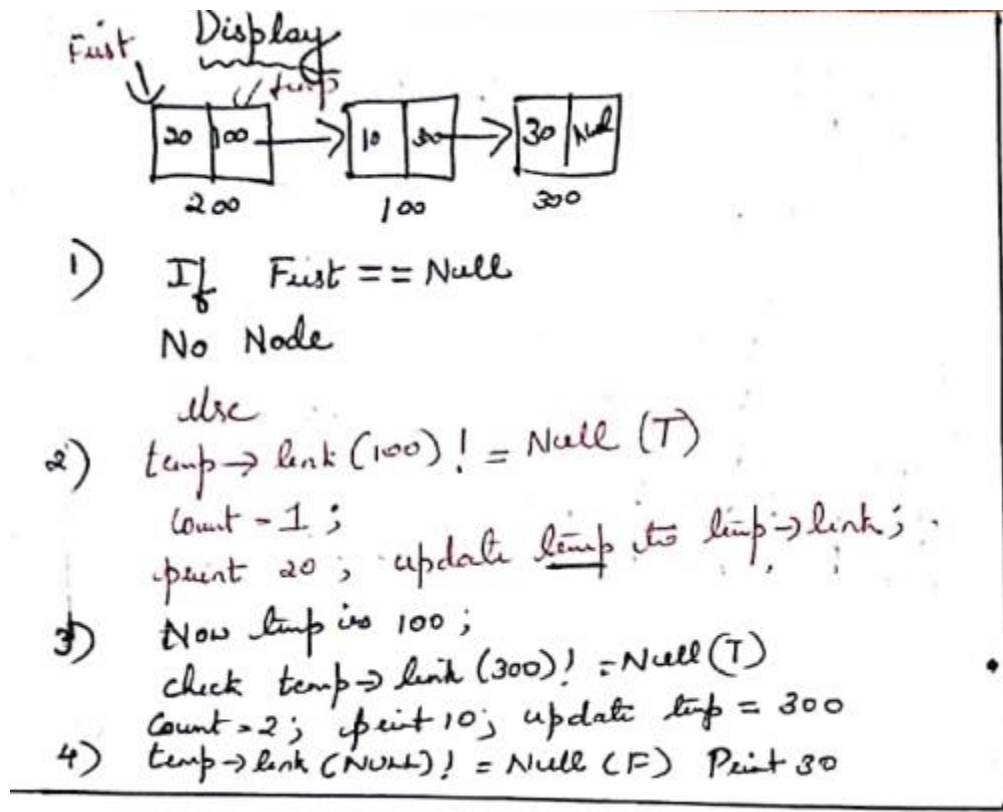 Display
First
temp
20 100 10 300 30 Null
200 100 300
1) If First == Null
No Node
else
2) temp→ link (100) != Null (T)
Count = 1 ;
print 20 ; update temp to temp→link ;
3) Now temp is 100 ;
check temp→ link (300) != Null (T)
Count = 2 ; print 10 ; update temp = 300
4) temp→ link (NULL) != Null (F) Print 30